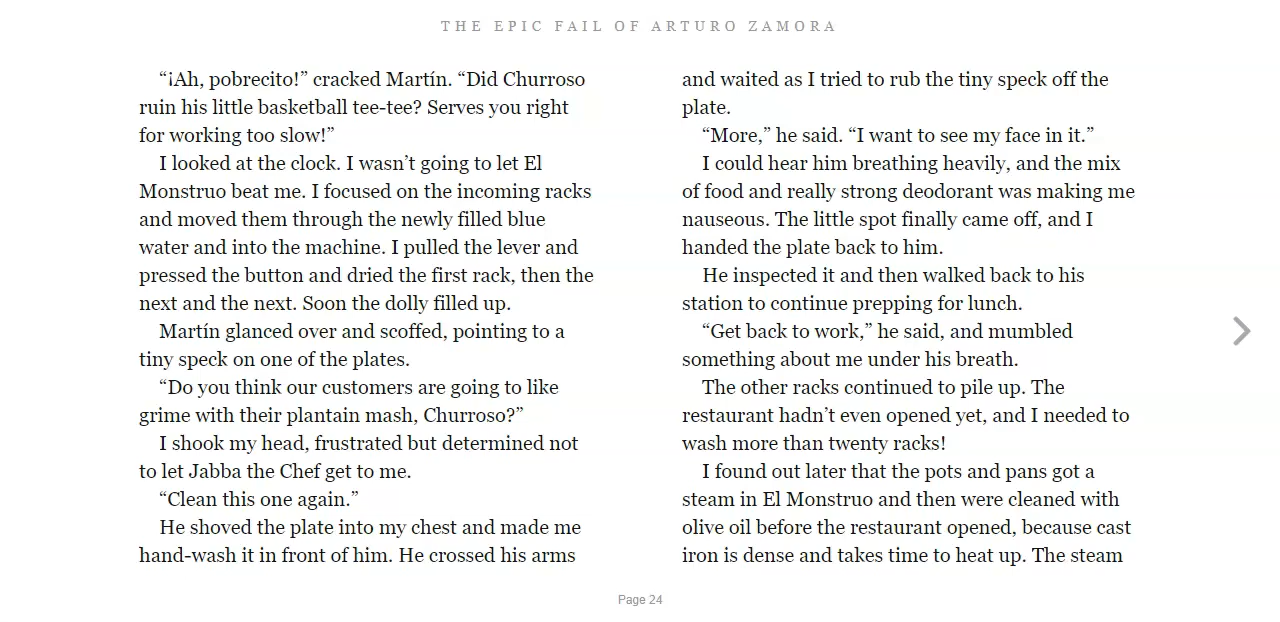 THE EPIC FAIL OF ARTURO ZAMORA
“¡Ah, pobrecito!” cracked Martín. “Did Churroso
ruin his little basketball tee-tee? Serves you right
for working too slow!”
I looked at the clock. I wasn’t going to let El
Monstruo beat me. I focused on the incoming racks
and moved them through the newly filled blue
water and into the machine. I pulled the lever and
pressed the button and dried the first rack, then the
next and the next. Soon the dolly filled up.
Martín glanced over and scoffed, pointing to a
tiny speck on one of the plates.
“Do you think our customers are going to like
grime with their plantain mash, Churroso?”
I shook my head, frustrated but determined not
to let Jabba the Chef get to me.
“Clean this one again.”
He shoved the plate into my chest and made me
hand-wash it in front of him. He crossed his arms
and waited as I tried to rub the tiny speck off the
plate.
“More,” he said. “I want to see my face in it.”
I could hear him breathing heavily, and the mix
of food and really strong deodorant was making me
nauseous. The little spot finally came off, and I
handed the plate back to him.
He inspected it and then walked back to his
station to continue prepping for lunch.
“Get back to work,” he said, and mumbled
something about me under his breath.
The other racks continued to pile up. The
restaurant hadn’t even opened yet, and I needed to
wash more than twenty racks!
I found out later that the pots and pans got a
steam in El Monstruo and then were cleaned with
olive oil before the restaurant opened, because cast
iron is dense and takes time to heat up. The steam
Page 24